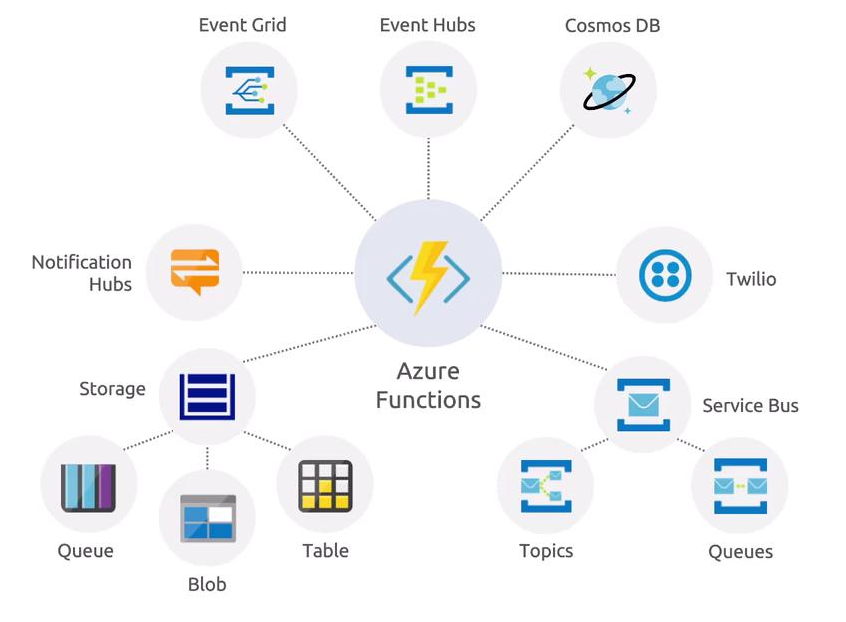 Event Grid
Event Hubs
Cosmos DB
Notification
Hubs
Twilio
Azure
Functions
Storage
Service Bus
Queue
Blob
Table
Topics
Queues